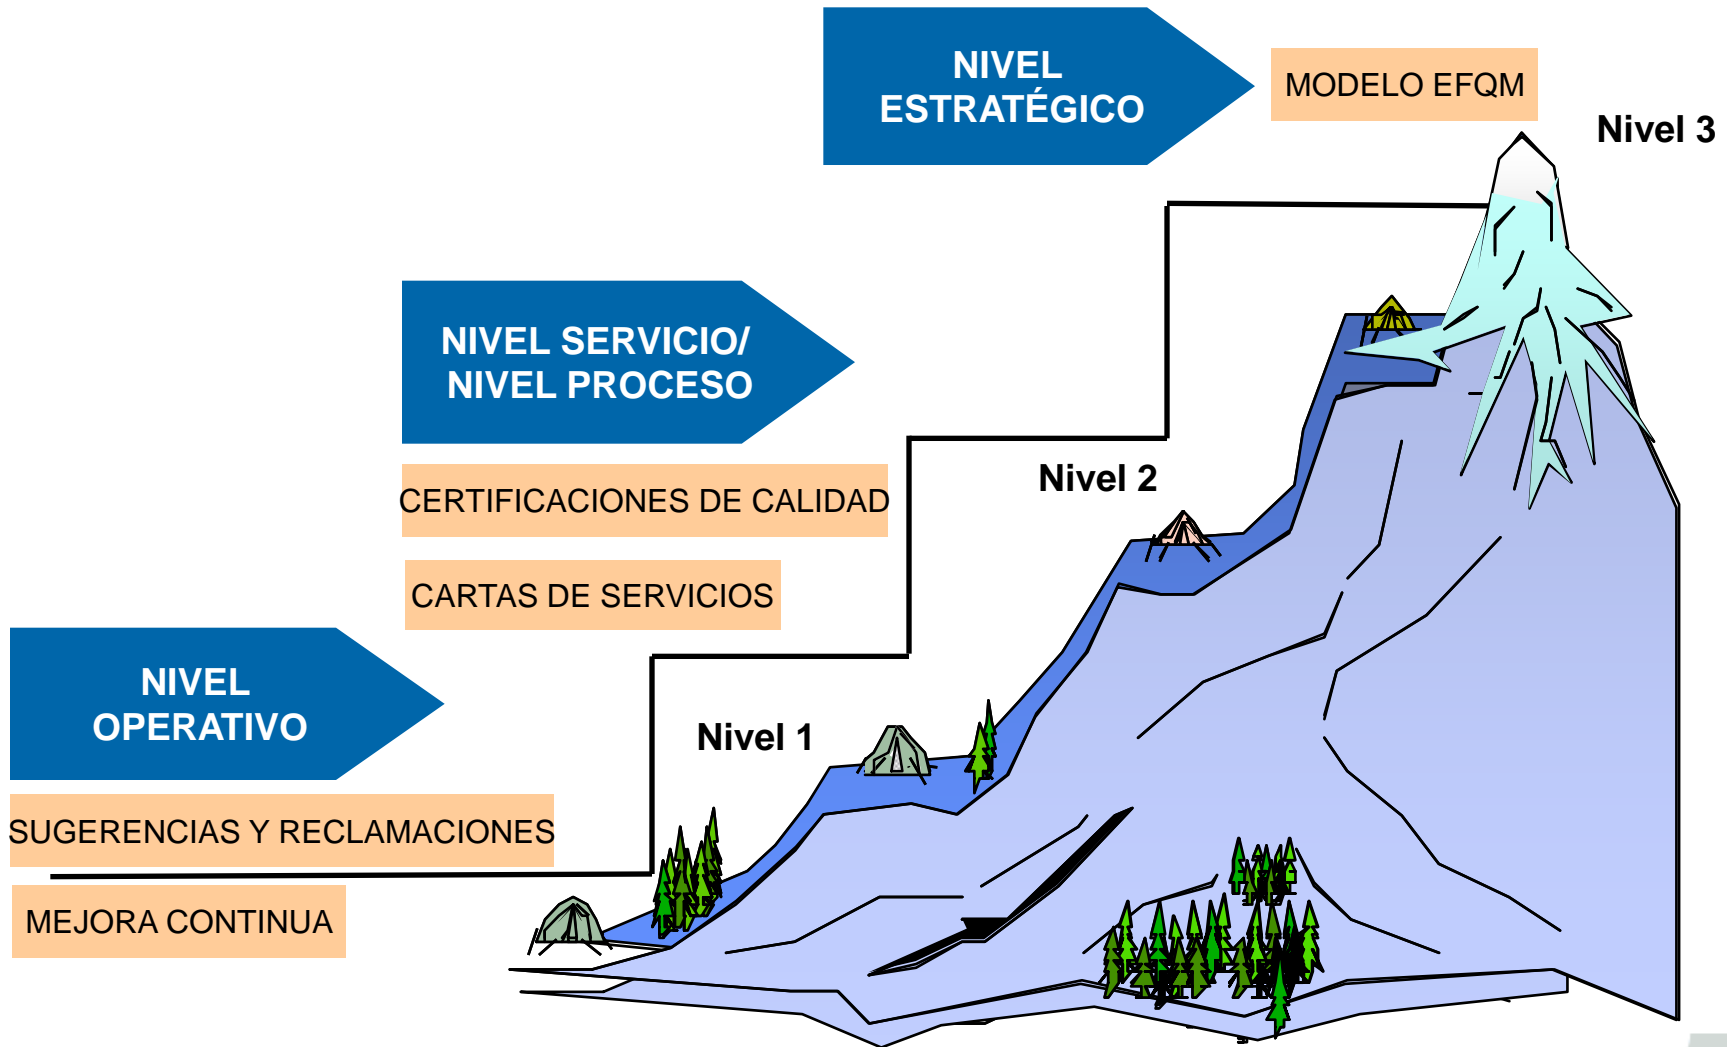 NIVEL
ESTRATÉGICO
MODELO EFQM
Nivel 3
NIVEL SERVICIO/
NIVEL PROCESO
CERTIFICACIONES DE CALIDAD
Nivel 2
CARTAS DE SERVICIOS
NIVEL
OPERATIVO
Nivel 1
SUGERENCIAS Y RECLAMACIONES
MEJORA CONTINUA